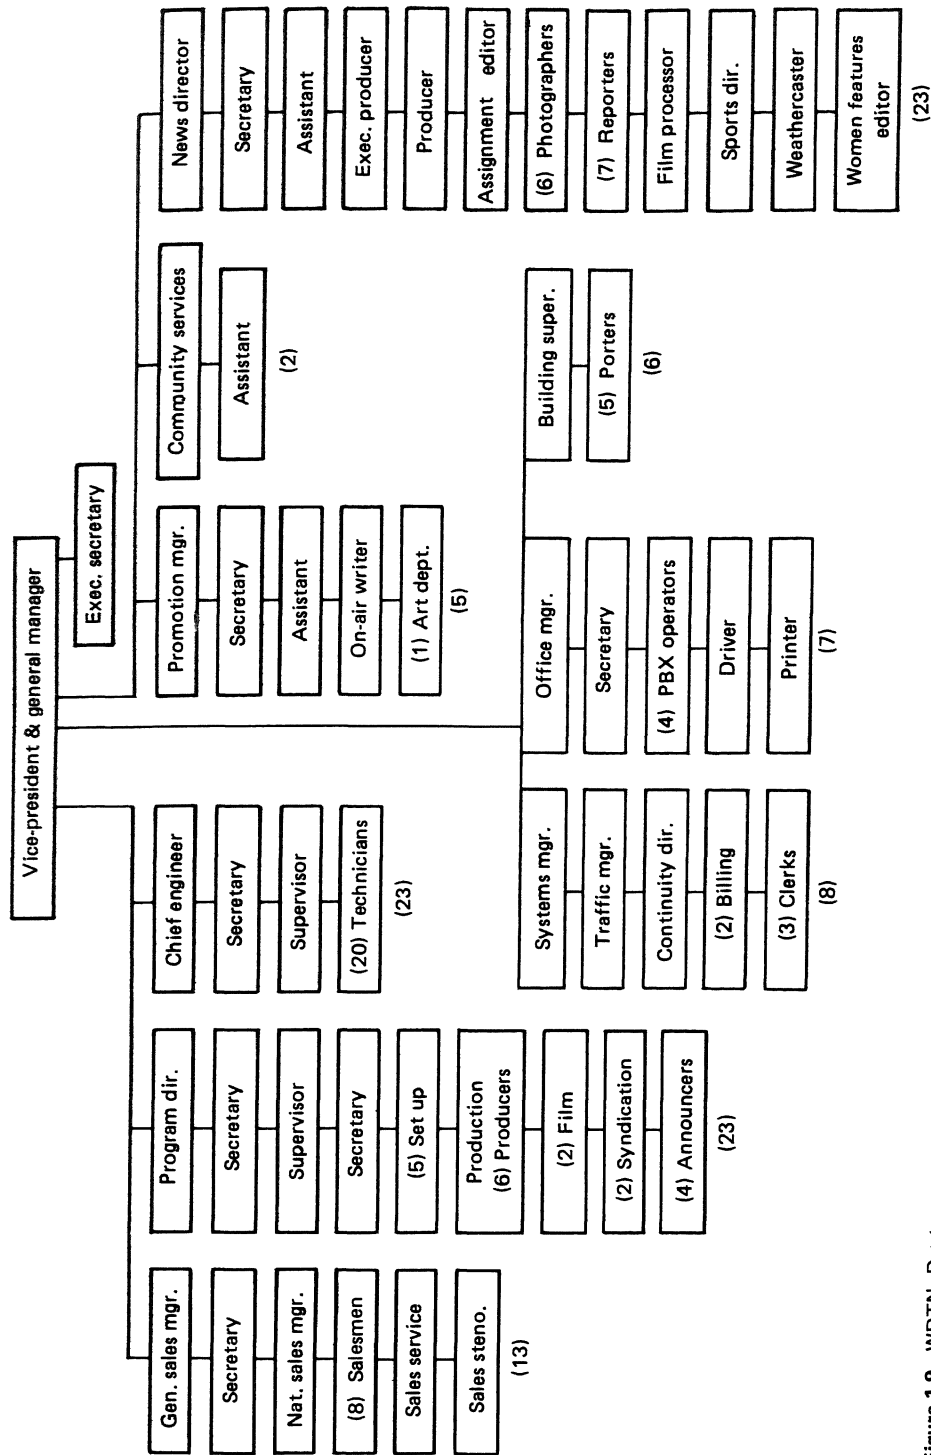 Vice-president & general manager
Exec. secretary
Gen. sales mgr.
Secretary
Nat. sales mgr.
(8) Salesmen
Sales service
Sales steno.
(13)
Program dir.
Secretary
Supervisor
Secretary
(5) Set up
Production
(6) Producers
(2) Film
(2) Syndication
(4) Announcers
(23)
Chief engineer
Secretary
Supervisor
(20) Technicians
(23)
Promotion mgr.
Secretary
Assistant
On-air writer
(1) Art dept.
(5)
Community services
Assistant
(2)
News director
Secretary
Assistant
Exec. producer
Producer
Assignment editor
(6) Photographers
(7) Reporters
Film processor
Sports dir.
Weathercaster
Women features
editor
(23)
Systems mgr.
Traffic mgr.
Continuity dir.
(2) Billing
(3) Clerks
(8)
Office mgr.
Secretary
(4) PBX operators
Driver
Printer
(7)
Building super.
(5) Porters
(6)
Figure 1.9